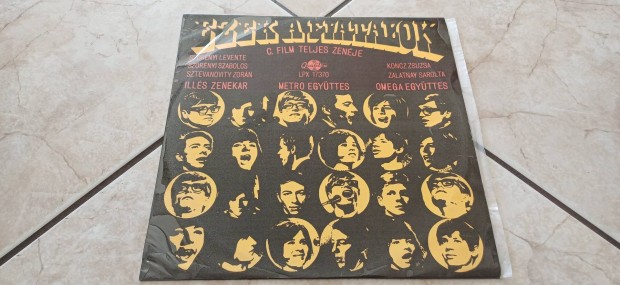 EZEK A FIATALOK
C. FILM TELJES ZENÉJE
SZÖRÉNYI LEVENTE
SZÖRÉNYI SZABOLCS
SZTEVANOVITY ZORÁN
LPX 17370
KONCZ ZSUZSA
ZALATNAY SAROLTA
ILLÉS ZENEKAR METRO EGYÜTTES OMEGA EGYÜTTES